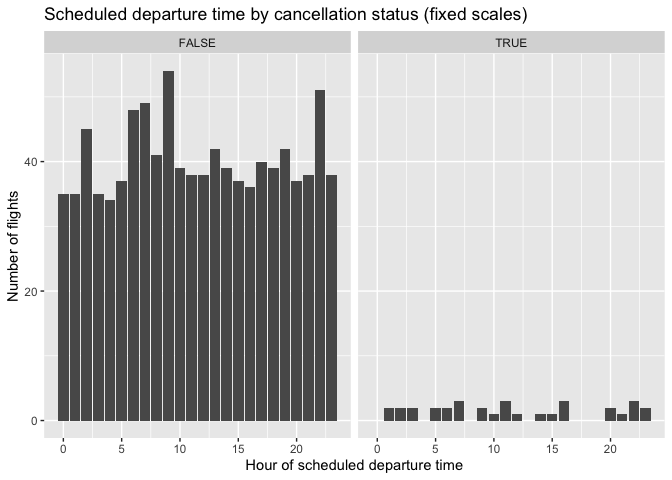 Scheduled departure time by cancellation status (fixed scales)
FALSE
TRUE
40
20
0
Number of flights
0 5 10 15 20
0 5 10 15 20
Hour of scheduled departure time